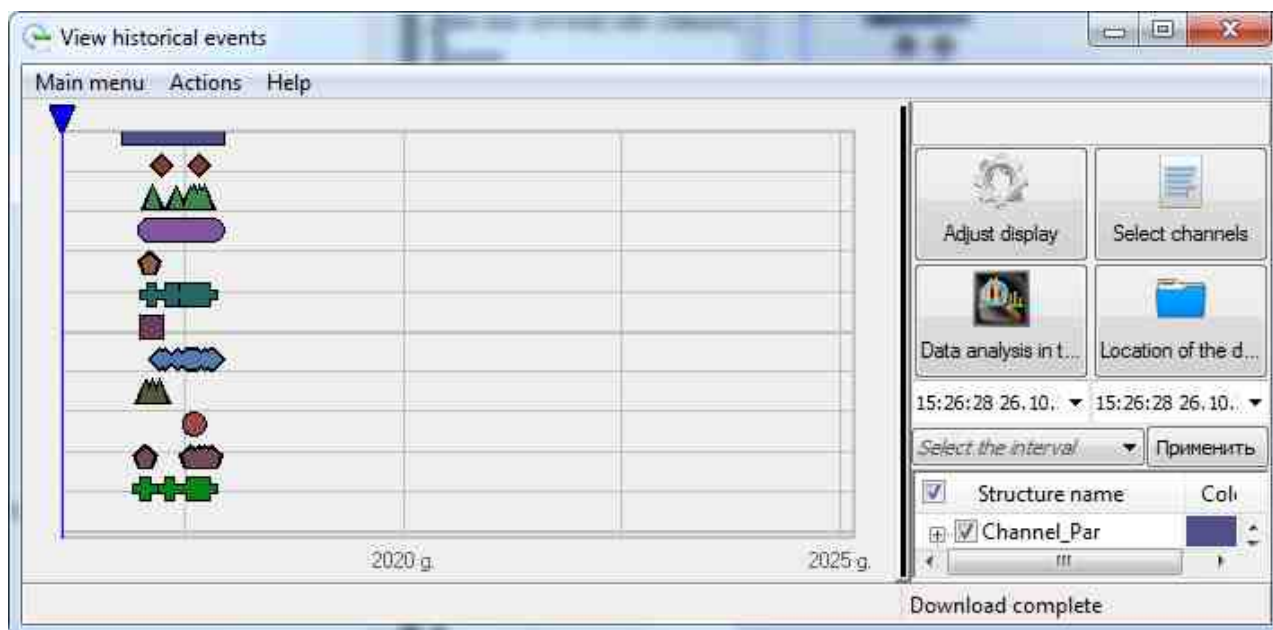 View historical events
Main menu Actions Help
Adjust display
Select channels
Data analysis in t...
Location of the d...
15:26:28 26.10.
15:26:28 26.10.
Select the interval
Применить
Structure name
Col
Channel_Par
2020 g.
2025 g.
Download complete